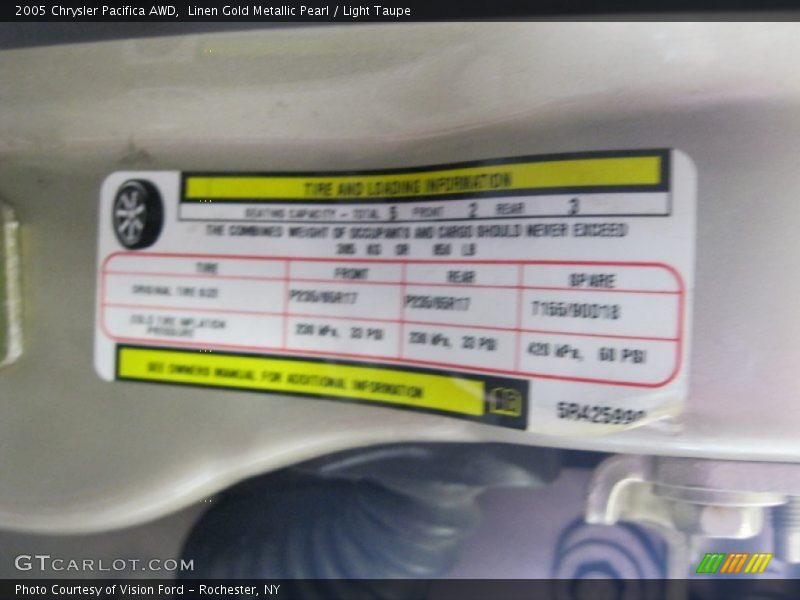 2005 Chrysler Pacifica AWD,  Linen Gold Metallic Pearl / Light Taupe
TIRE AND LOADING INFORMATION
SEATING CAPACITY - TOTAL 5 FRONT 2 REAR 3
THE COMBINED WEIGHT OF OCCUPANTS AND CARGO SHOULD NEVER EXCEED
KG OR LB
TIRE FRONT REAR SPARE
ORIGINAL TIRE SIZE P235/65R17 P235/65R17 T165/90D18
COLD TIRE INFLATION 230 kPa, 33 PSI 230 kPa, 33 PSI 420 kPa, 60 PSI
PRESSURE
SEE OWNERS MANUAL FOR ADDITIONAL INFORMATION
5RA25990
GTCARLOT.COM
Photo Courtesy of Vision Ford - Rochester, NY